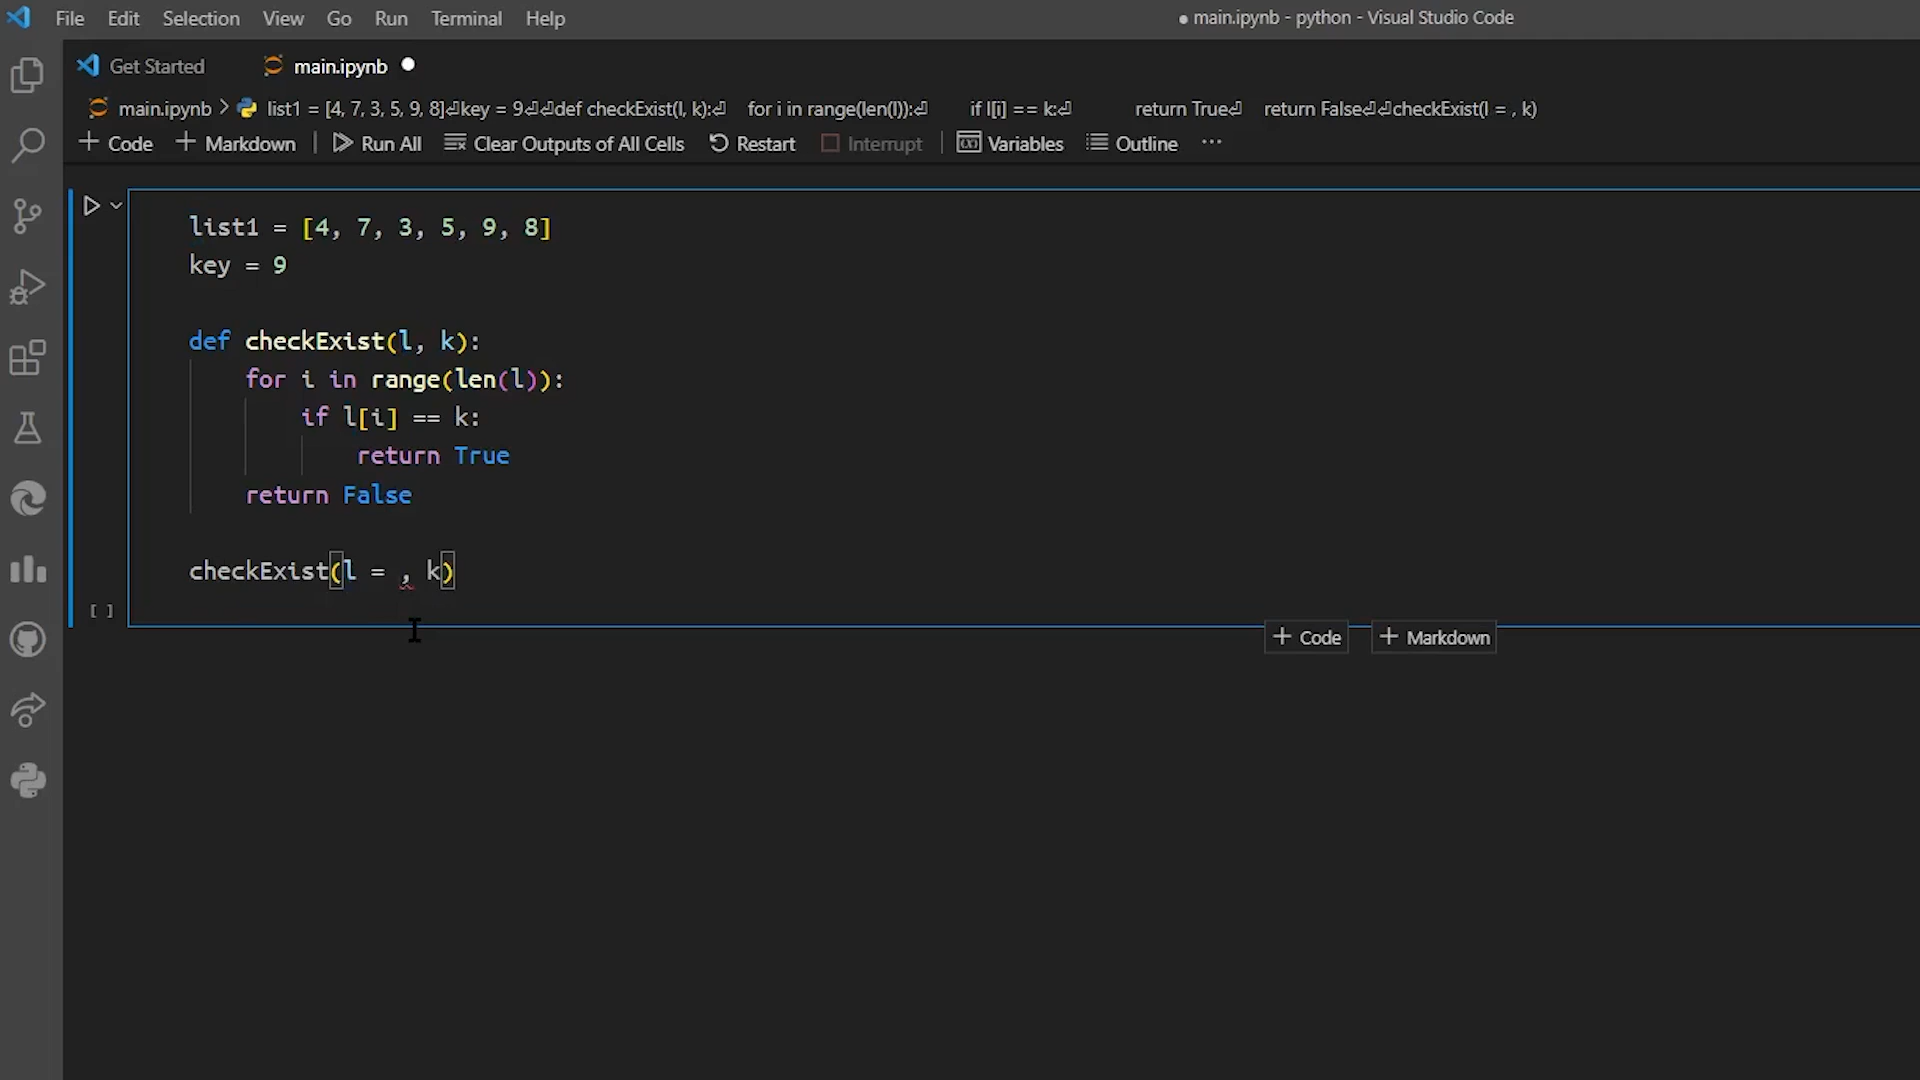 File Edit Selection View Go Run Terminal Help
● main.ipynb - python - Visual Studio Code
Get Started main.ipynb ●
main.ipynb > list1 = [4, 7, 3, 5, 9, 8]⏎key = 9⏎⏎def checkExist(l, k):⏎ for i in range(len(l)):⏎ if l[i] == k:⏎ return True⏎ return False⏎⏎checkExist(l = , k)
+ Code + Markdown | Run All Clear Outputs of All Cells Restart Interrupt | Variables Outline ···
list1 = [4, 7, 3, 5, 9, 8]
key = 9
def checkExist(l, k):
    for i in range(len(l)):
        if l[i] == k:
            return True
    return False
checkExist(l = , k)
[ ]
+ Code + Markdown